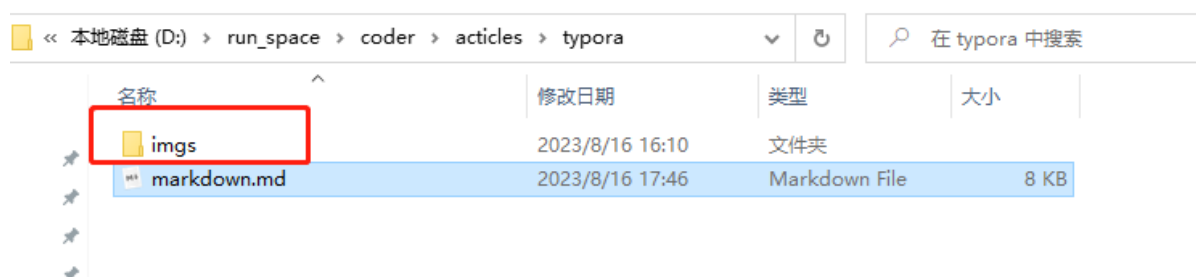 « 本地磁盘 (D:) › run_space › coder › acticles › typora 在 typora 中搜索
名称 修改日期 类型 大小
imgs 2023/8/16 16:10 文件夹
markdown.md 2023/8/16 17:46 Markdown File 8 KB